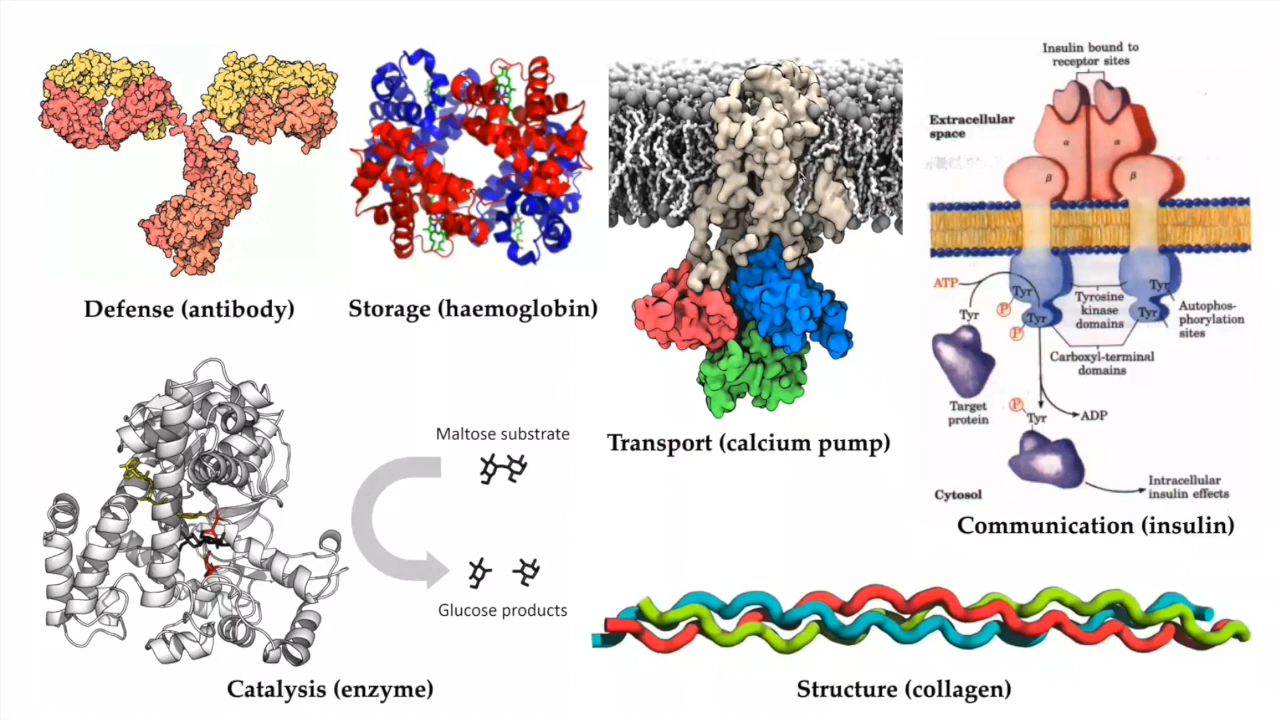 Insulin bound to
receptor sites
Extracellular
space
α
α
β
β
ATP
Tyr
Tyr
P
Tyr
P
Tyrosine
kinase
domains
Tyr
Tyr
Autophos-
phorylation
sites
Carboxyl-terminal
domains
Target
protein
P
Tyr
ADP
Intracellular
insulin effects
Cytosol
Communication (insulin)
Defense (antibody)
Storage (haemoglobin)
Transport (calcium pump)
Maltose substrate
Glucose products
Catalysis (enzyme)
Structure (collagen)